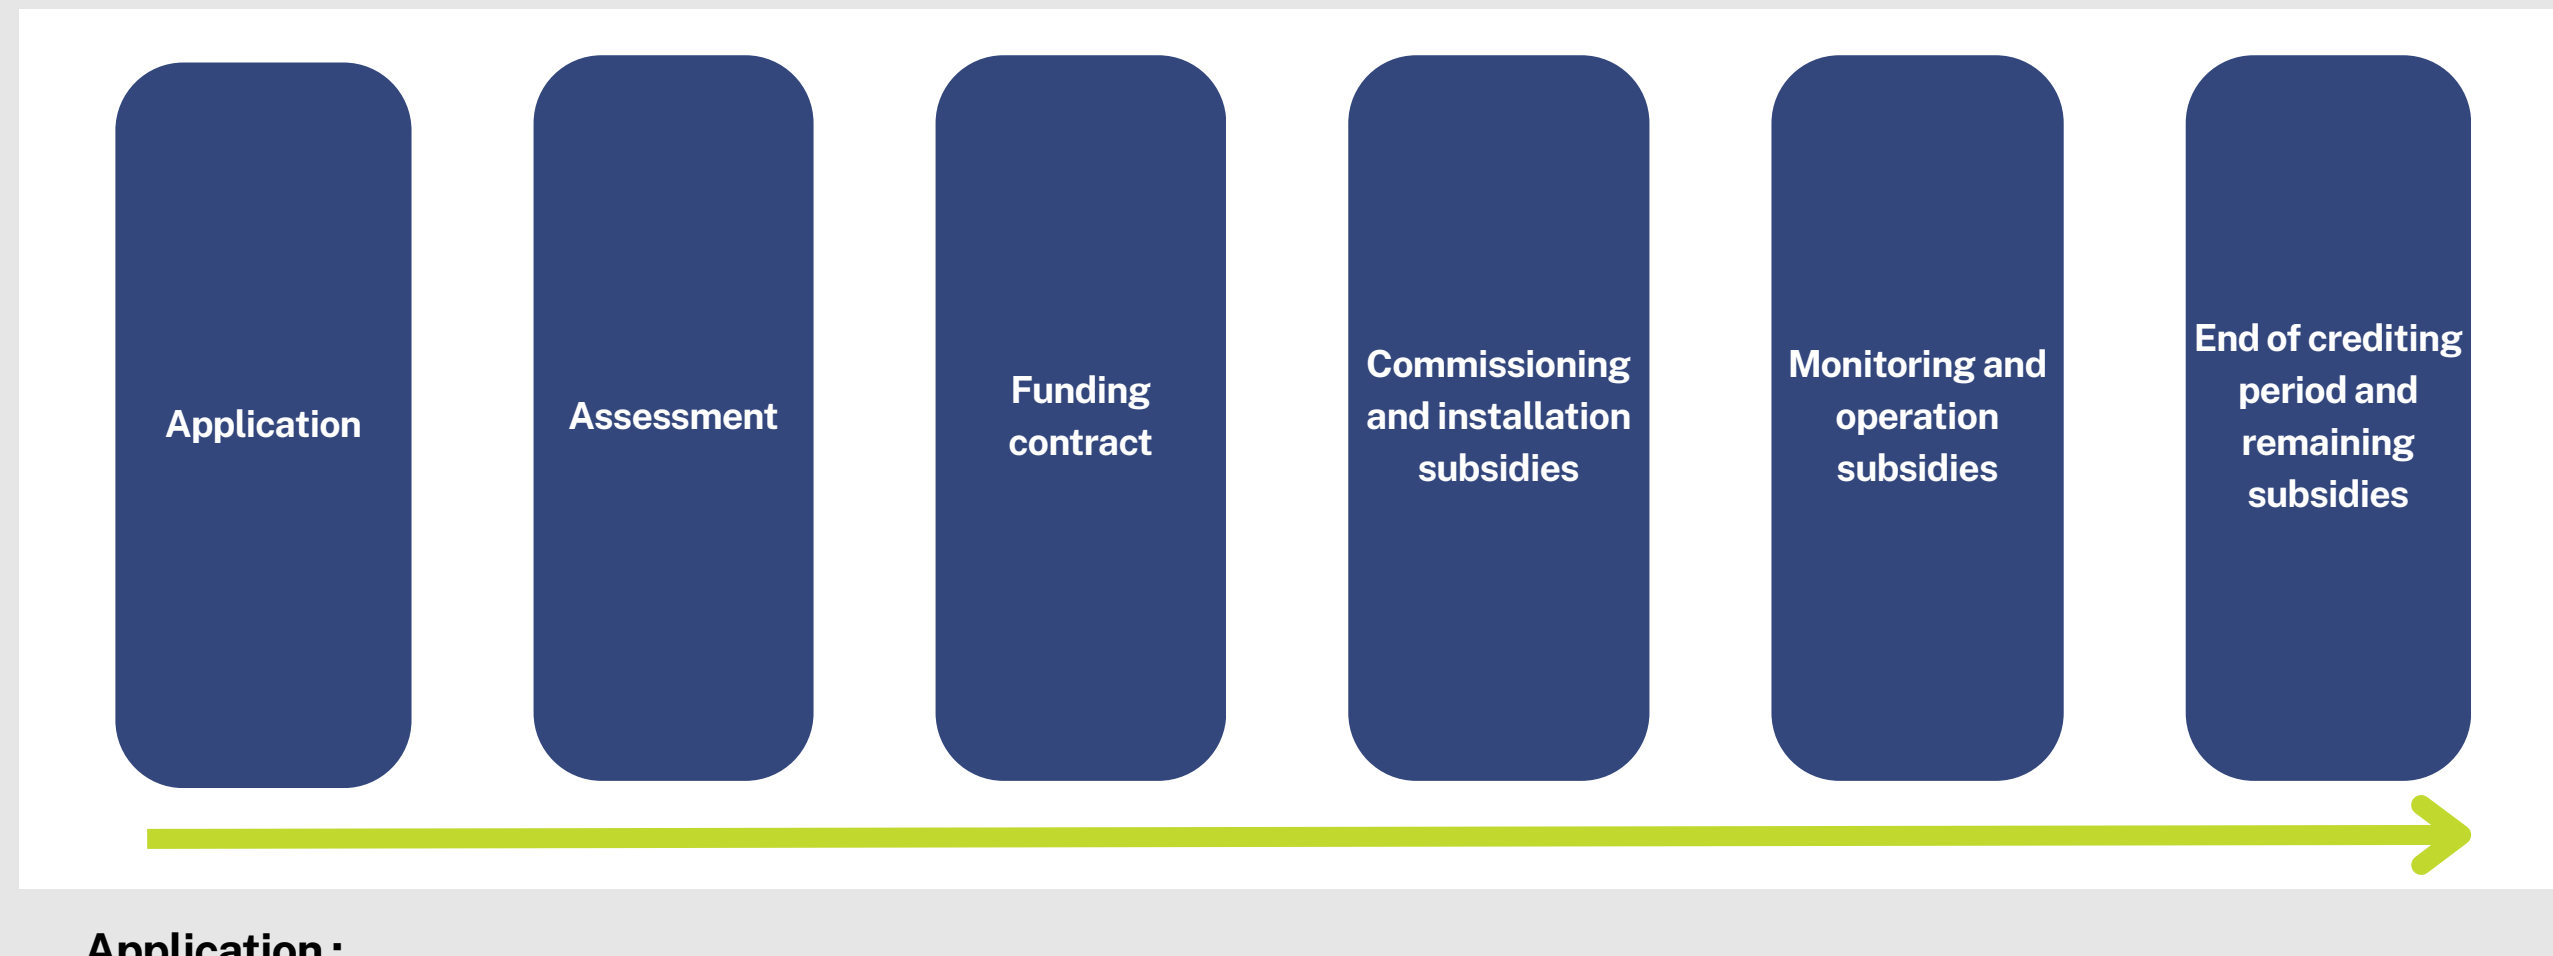 Application
Assessment
Funding
contract
Commissioning
and installation
subsidies
Monitoring and
operation
subsidies
End of crediting
period and
remaining
subsidies
Application :